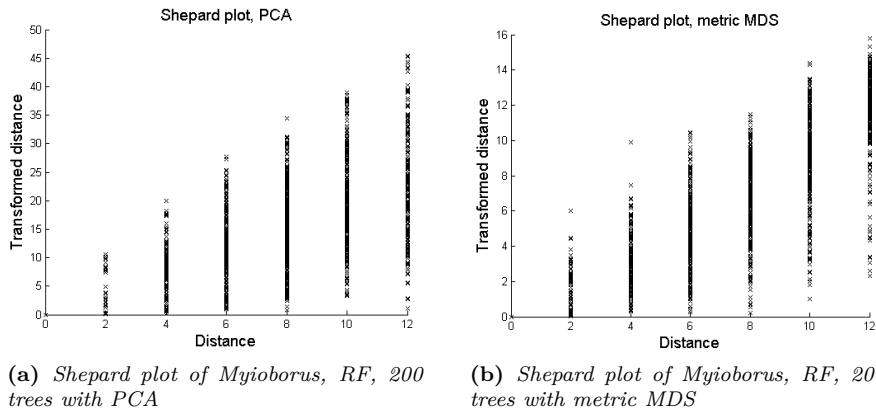 Shepard plot, PCA
50
45
40
35
30
25
20
15
10
5
0
Transformed distance
0 2 4 6 8 10 12
Distance
(a) Shepard plot of Myioborus, RF, 200
trees with PCA
Shepard plot, metric MDS
16
14
12
10
8
6
4
2
0
Transformed distance
0 2 4 6 8 10 12
Distance
(b) Shepard plot of Myioborus, RF, 20
trees with metric MDS